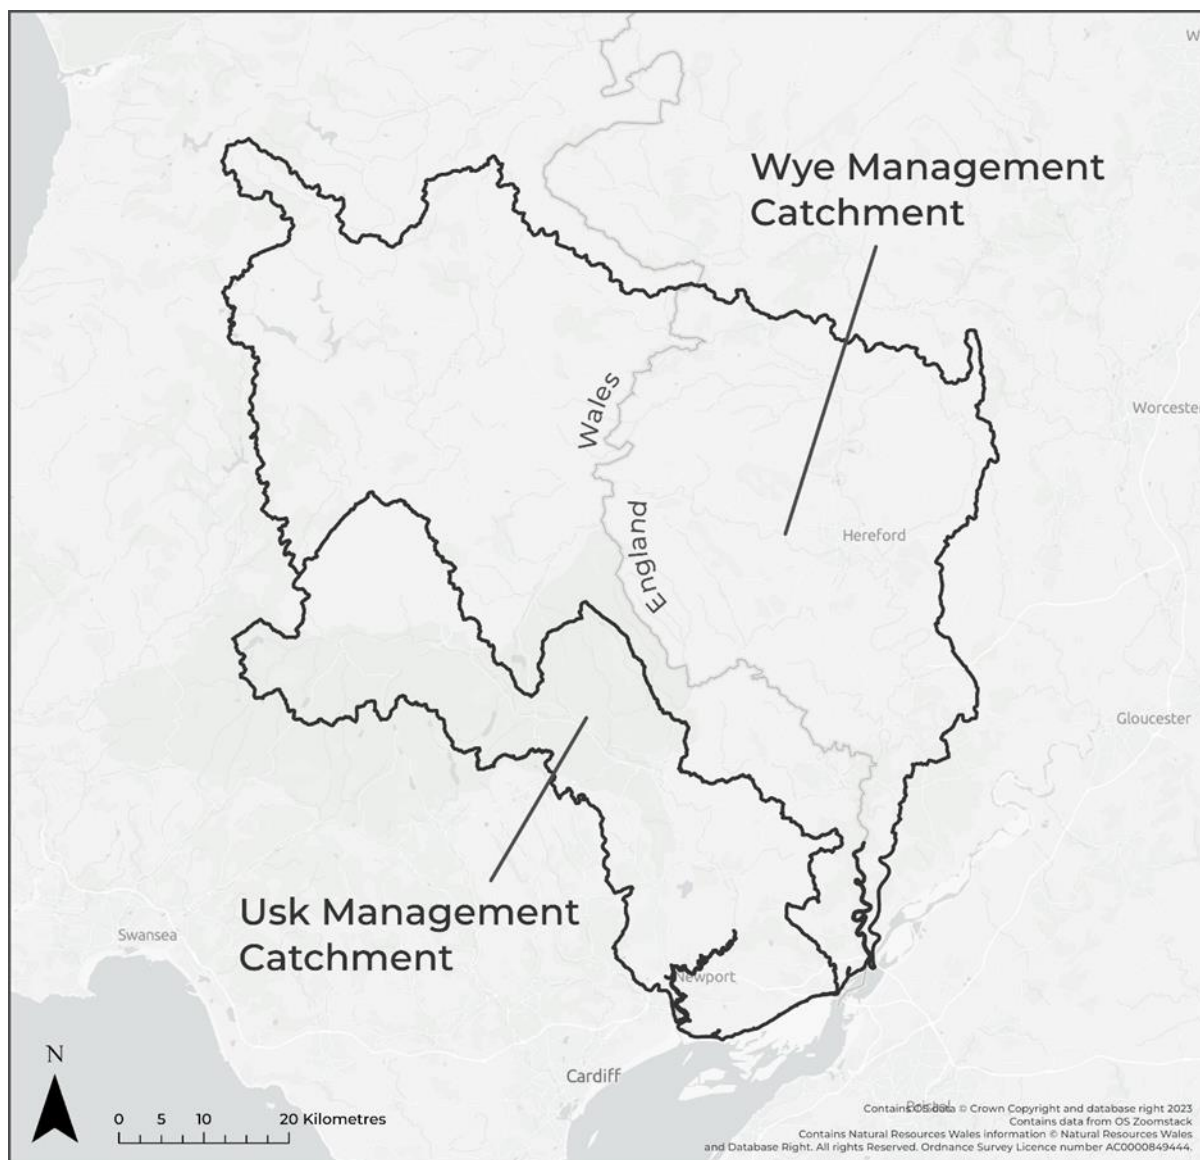 W
Wye Management
Catchment
Wales
Worceste
England
Hereford
Gloucester
Usk Management
Catchment
Swansea
Newport
N
Cardiff
0 5 10 20 Kilometres
Bristol
Contains OS data © Crown Copyright and database right 2023
Contains data from OS Zoomstack
Contains Natural Resources Wales information © Natural Resources Wales
and Database Right. All rights Reserved. Ordnance Survey Licence number AC0000849444.